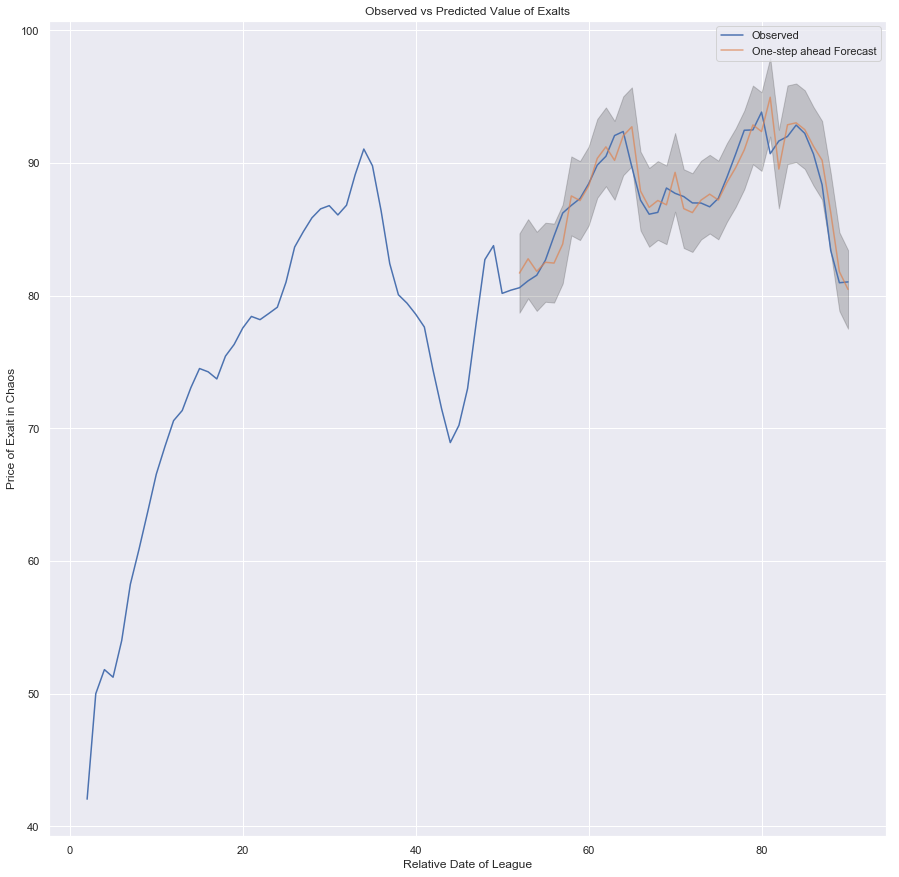 Observed vs Predicted Value of Exalts
Observed
One-step ahead Forecast
Price of Exalt in Chaos
100
90
80
70
60
50
40
0 20 40 60 80
Relative Date of League